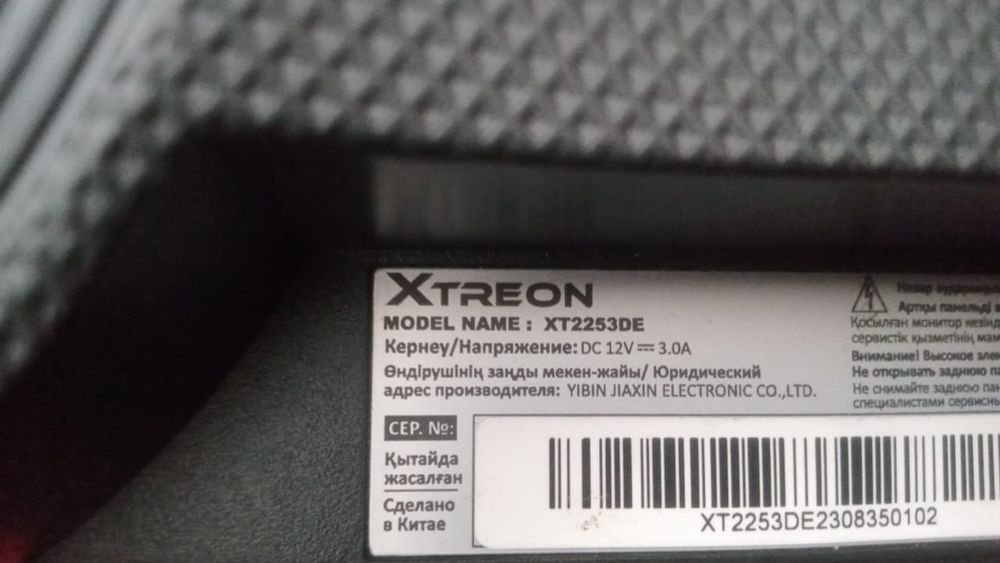 XTREON
MODEL NAME : XT2253DE
Кернеу/Напряжение: DC 12V 3.0A
Өндірушінің заңды мекен-жайы/ Юридический
адрес производителя: YIBIN JIAXIN ELECTRONIC CO.,LTD.
СЕР. №:
Қытайда
жасалған
Сделано
в Китае
XT2253DE2308350102
Назар
Артқы панельді
Қосылған монитор
сервистік қызметінің
Внимание! Высокое
Не открывать заднюю
Не снимайте заднюю
специалистами